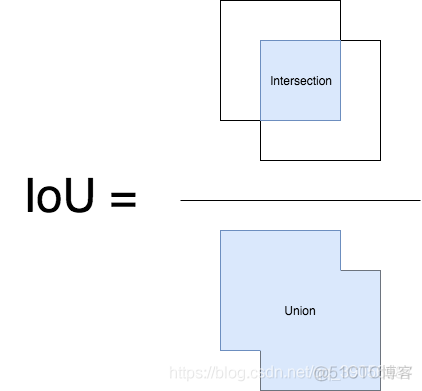 Intersection
IoU =
Union
https://blog.csdn.net/
@51CTO博客